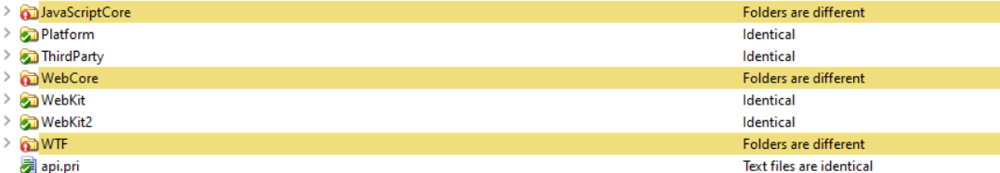 JavaScriptCore Folders are different
Platform Identical
ThirdParty Identical
WebCore Folders are different
WebKit Identical
WebKit2 Identical
WTF Folders are different
api.pri Text files are identical